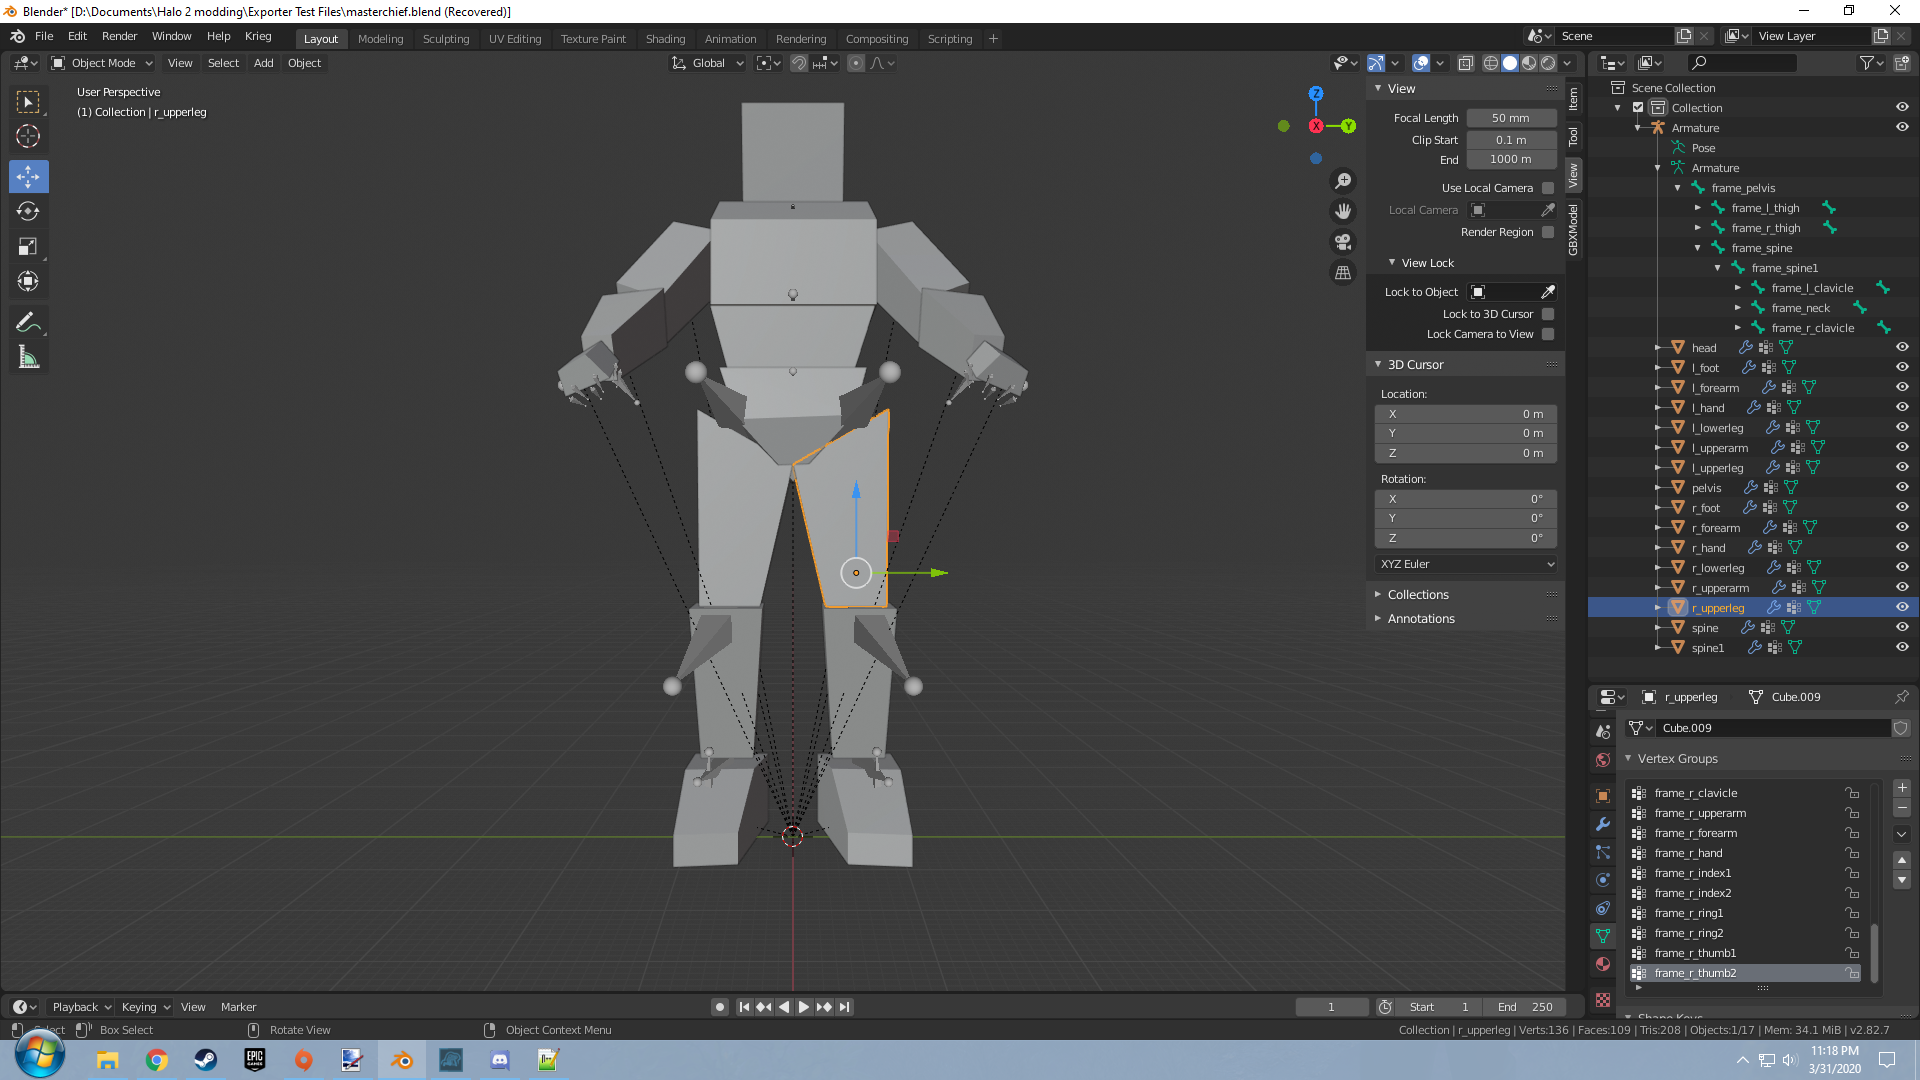 Blender* [D:\Documents\Halo 2 modding\Exporter Test Files\masterchief.blend (Recovered)]
File Edit Render Window Help Krieg
Layout Modeling Sculpting UV Editing Texture Paint Shading Animation Rendering Compositing Scripting +
Scene
View Layer
Object Mode View Select Add Object
Global
User Perspective
(1) Collection | r_upperleg
Z
X
Y
View
Focal Length 50 mm
Clip Start 0.1 m
End 1000 m
Use Local Camera
Local Camera
Render Region
View Lock
Lock to Object
Lock to 3D Cursor
Lock Camera to View
3D Cursor
Location:
X 0 m
Y 0 m
Z 0 m
Rotation:
X 0°
Y 0°
Z 0°
XYZ Euler
Collections
Annotations
Item
Tool
View
GBXModel
Scene Collection
Collection
Armature
Pose
Armature
frame_pelvis
frame_l_thigh
frame_r_thigh
frame_spine
frame_spine1
frame_l_clavicle
frame_neck
frame_r_clavicle
head
l_foot
l_forearm
l_hand
l_lowerleg
l_upperarm
l_upperleg
pelvis
r_foot
r_forearm
r_hand
r_lowerleg
r_upperarm
r_upperleg
spine
spine1
r_upperleg Cube.009
Cube.009
Vertex Groups
frame_r_clavicle
frame_r_upperarm
frame_r_forearm
frame_r_hand
frame_r_index1
frame_r_index2
frame_r_ring1
frame_r_ring2
frame_r_thumb1
frame_r_thumb2
Shape Keys
Playback Keying View Marker
1
Start 1
End 250
Select Box Select Rotate View Object Context Menu
Collection | r_upperleg | Verts:136 | Faces:109 | Tris:208 | Objects:1/17 | Mem: 34.1 MiB | v2.82.7
EPIC
GAMES
11:18 PM
3/31/2020